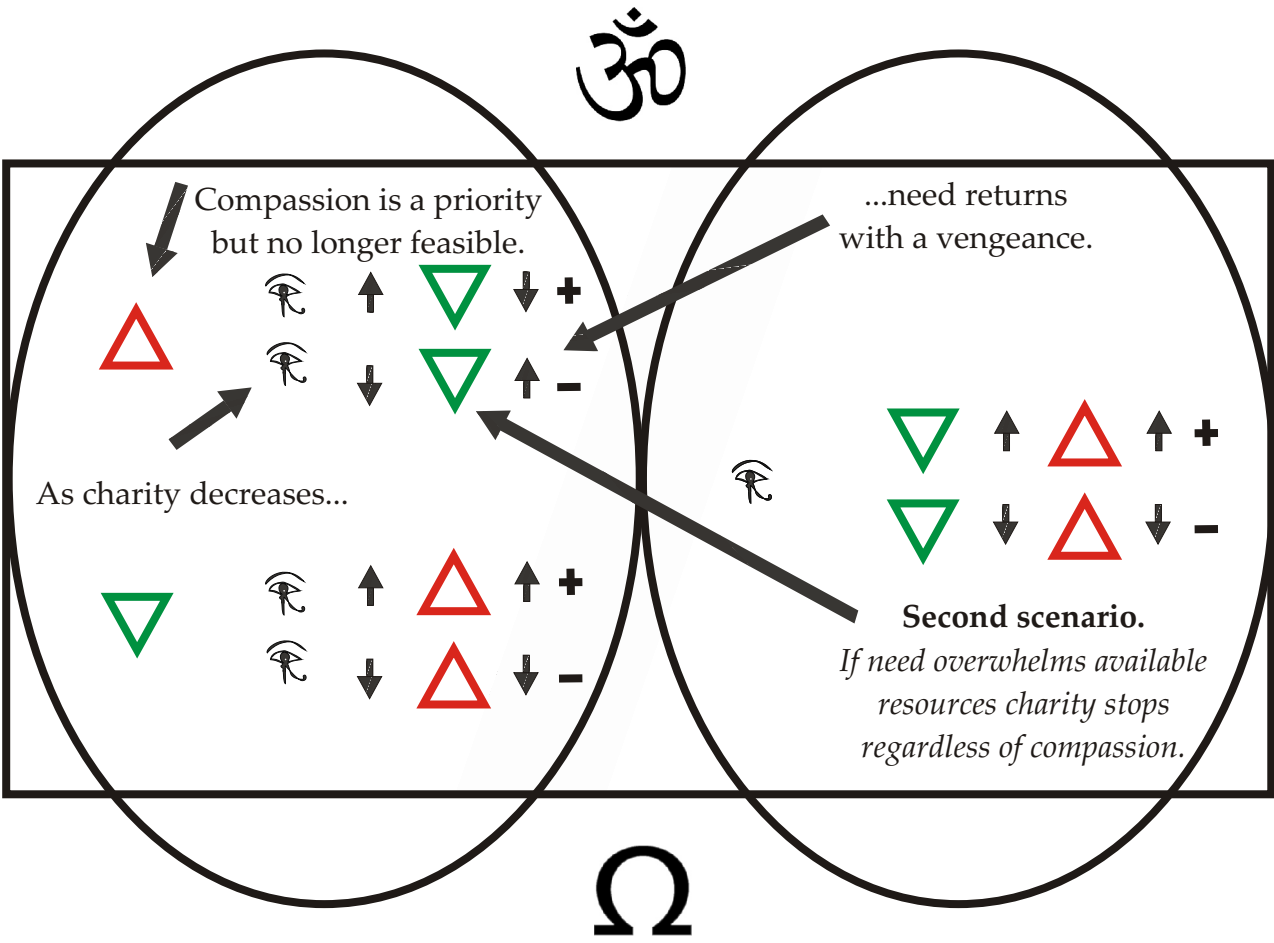 ॐ
Compassion is a priority
but no longer feasible.
...need returns
with a vengeance.
+
−
As charity decreases...
+
−
+
−
Second scenario.
If need overwhelms available
resources charity stops
regardless of compassion.
Ω